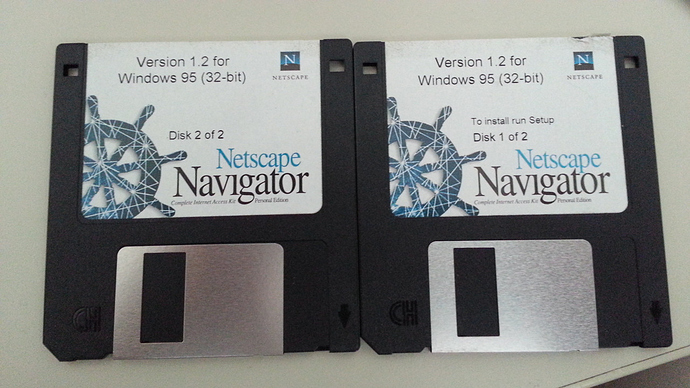 Version 1.2 for
Windows 95 (32-bit)
N
NETSCAPE
Disk 2 of 2
Netscape
Navigator
Complete Internet Access Kit Personal Edition
Version 1.2 for
Windows 95 (32-bit)
N
NETSCAPE
To install run Setup
Disk 1 of 2
Netscape
Navigator
Complete Internet Access Kit Personal Edition